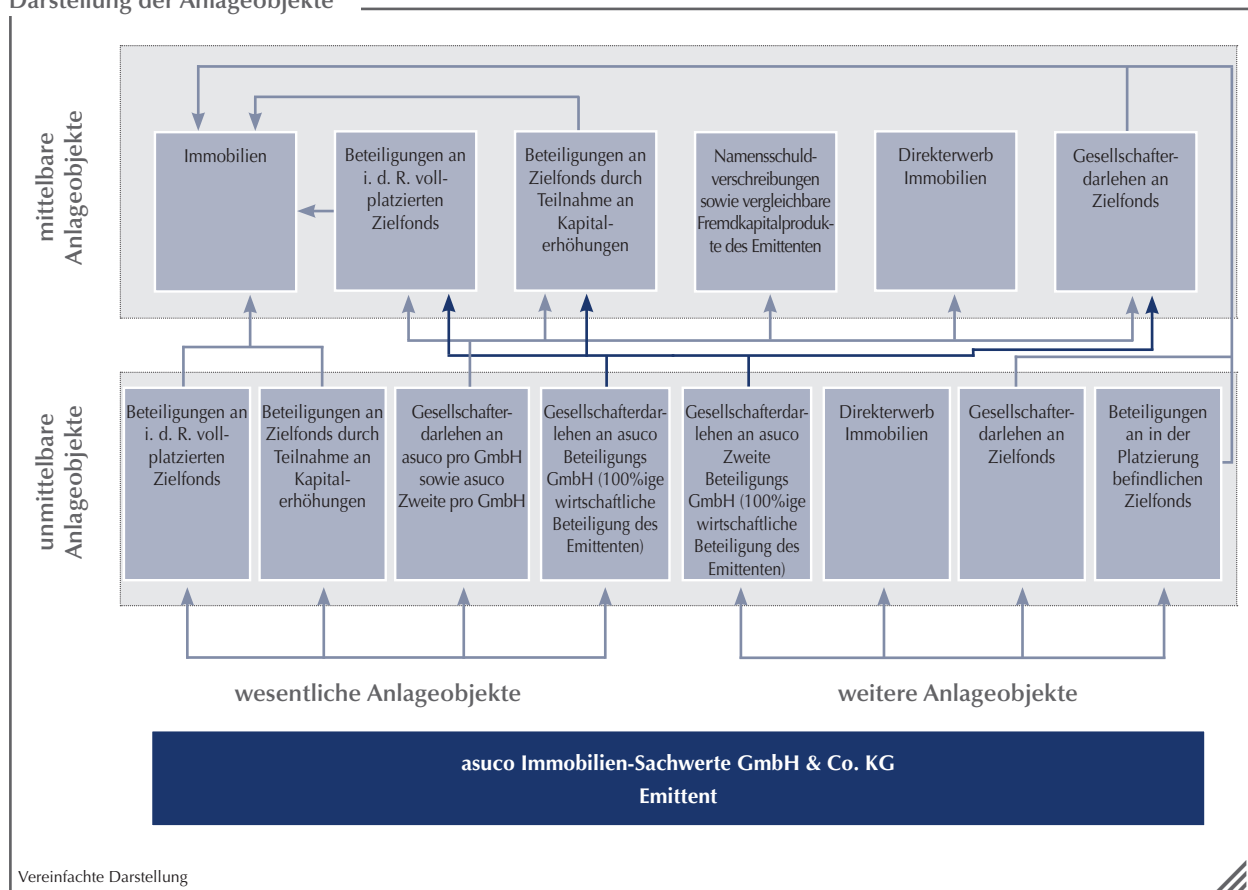 Darstellung der Anlageobjekte
mittelbare
Anlageobjekte
Immobilien
Beteiligungen an
i. d. R. voll-
platzierten
Zielfonds
Beteiligungen an
Zielfonds durch
Teilnahme an
Kapital-
erhöhungen
Namensschuld-
verschreibungen
sowie vergleichbare
Fremdkapitalproduk-
te des Emittenten
Direkterwerb
Immobilien
Gesellschafter-
darlehen an
Zielfonds
unmittelbare
Anlageobjekte
Beteiligungen an
i. d. R. voll-
platzierten
Zielfonds
Beteiligungen an
Zielfonds durch
Teilnahme an
Kapital-
erhöhungen
Gesellschafter-
darlehen an
asuco pro GmbH
sowie asuco
Zweite pro GmbH
Gesellschafterdar-
lehen an asuco
Beteiligungs
GmbH (100%ige
wirtschaftliche
Beteiligung des
Emittenten)
Gesellschafterdar-
lehen an asuco
Zweite
Beteiligungs
GmbH (100%ige
wirtschaftliche
Beteiligung des
Emittenten)
Direkterwerb
Immobilien
Gesellschafter-
darlehen an
Zielfonds
Beteiligungen
an in der
Platzierung
befindlichen
Zielfonds
wesentliche Anlageobjekte
weitere Anlageobjekte
asuco Immobilien-Sachwerte GmbH & Co. KG
Emittent
Vereinfachte Darstellung